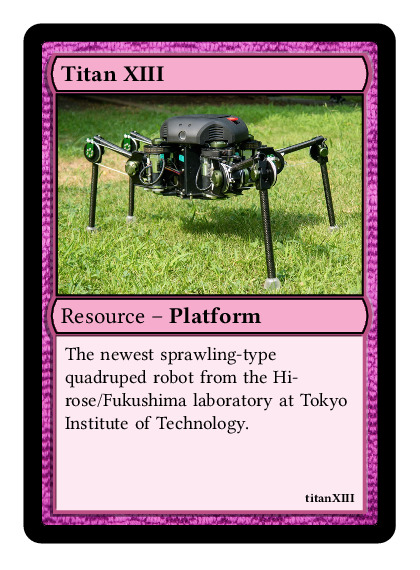 Titan XIII
Resource – Platform
The newest sprawling-type
quadruped robot from the Hi-
rose/Fukushima laboratory at Tokyo
Institute of Technology.
titanXIII